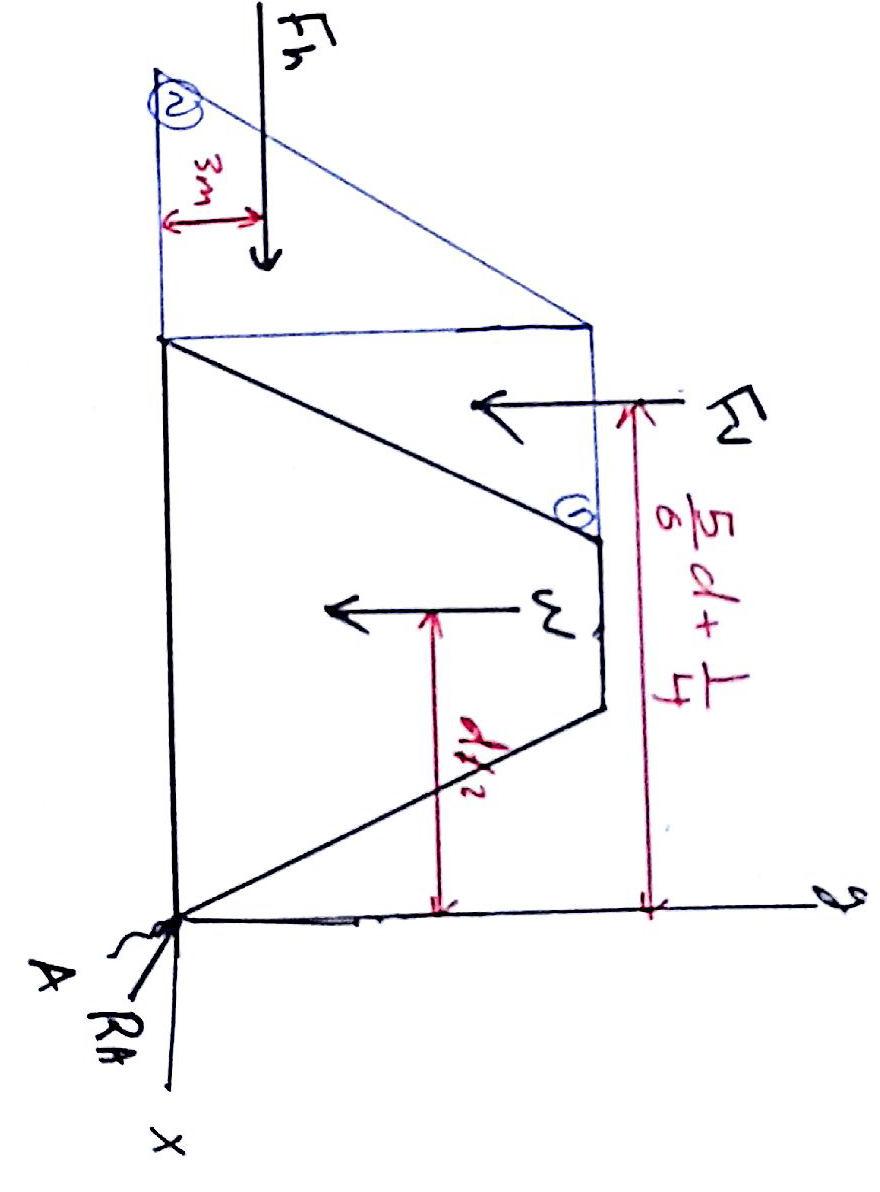 y
Fv
5/6 d + 1/4
①
W
d/2
Fh
3m
②
x
RA
A